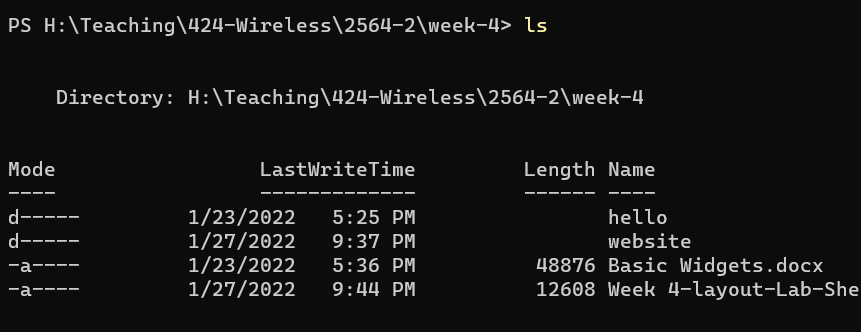 PS H:\Teaching\424-Wireless\2564-2\week-4> ls
Directory: H:\Teaching\424-Wireless\2564-2\week-4
Mode LastWriteTime Length Name
---- ------------- ------ ----
d----- 1/23/2022 5:25 PM hello
d----- 1/27/2022 9:37 PM website
-a---- 1/23/2022 5:36 PM 48876 Basic Widgets.docx
-a---- 1/27/2022 9:44 PM 12608 Week 4-layout-Lab-She